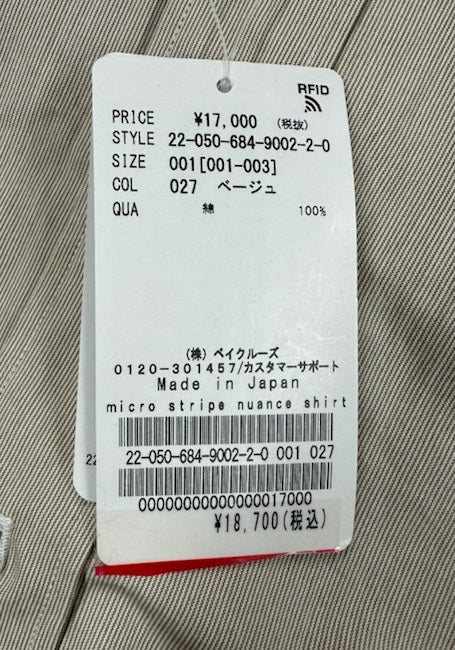 RFID
PRICE ¥17,000 (税抜)
STYLE 22-050-684-9002-2-0
SIZE 001[001-003]
COL 027 ベージュ
QUA 綿 100%
(株) ベイクルーズ
0120-301457/カスタマーサポート
Made in Japan
micro stripe nuance shirt
22-050-684-9002-2-0 001 027
22
00000000000000017000
¥18,700(税込)